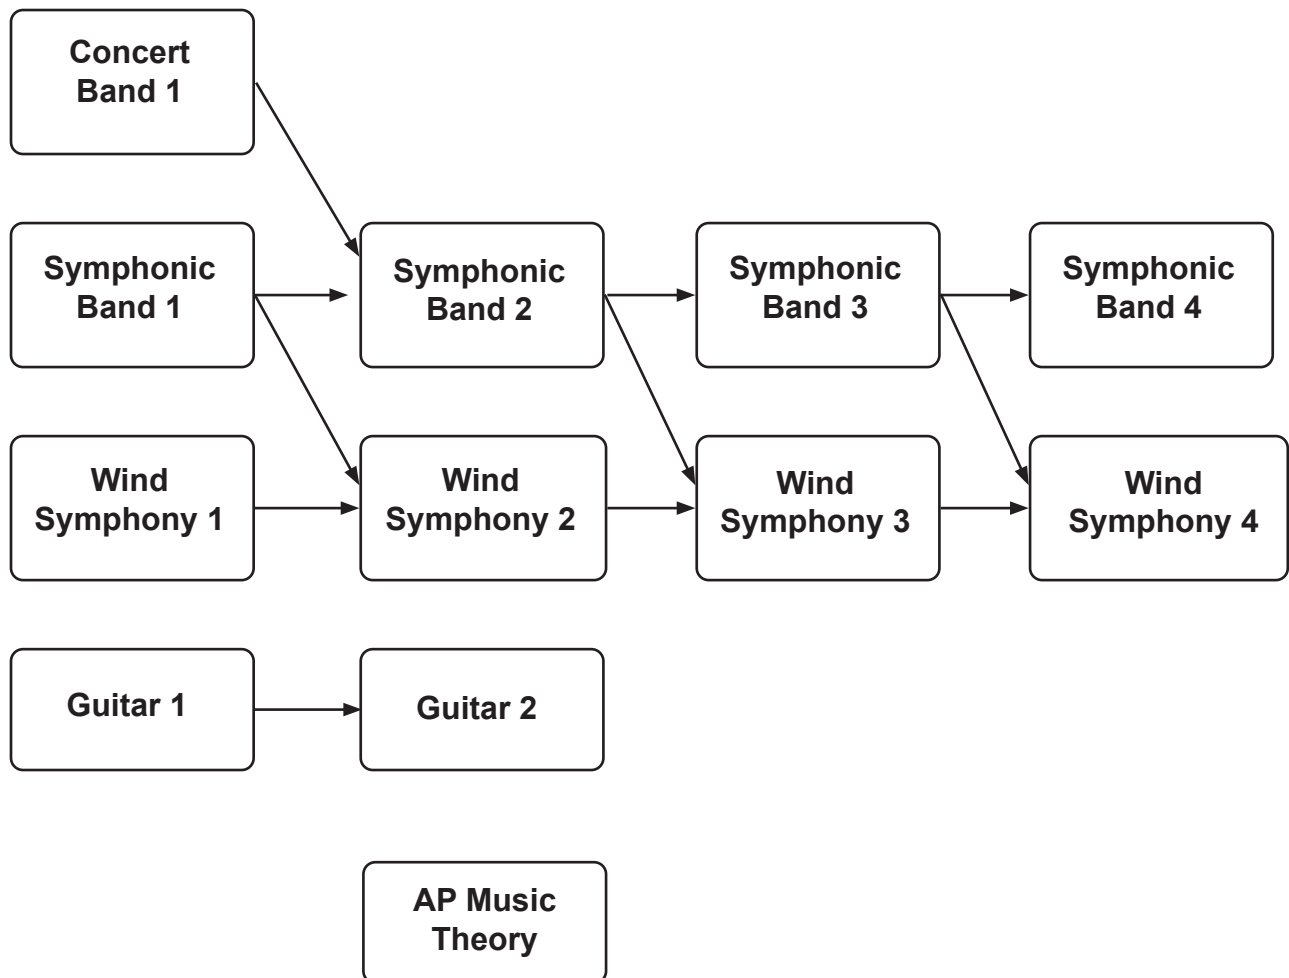 Concert
Band 1
Symphonic
Band 1
Symphonic
Band 2
Symphonic
Band 3
Symphonic
Band 4
Wind
Symphony 1
Wind
Symphony 2
Wind
Symphony 3
Wind
Symphony 4
Guitar 1
Guitar 2
AP Music
Theory